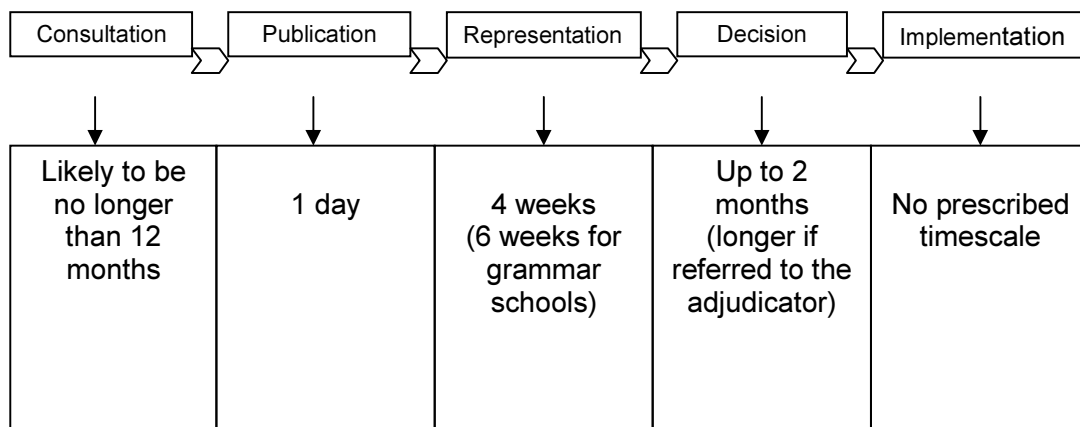 Consultation
Publication
Representation
Decision
Implementation
Likely to be
no longer
than 12
months
1 day
4 weeks
(6 weeks for
grammar
schools)
Up to 2
months
(longer if
referred to the
adjudicator)
No prescribed
timescale